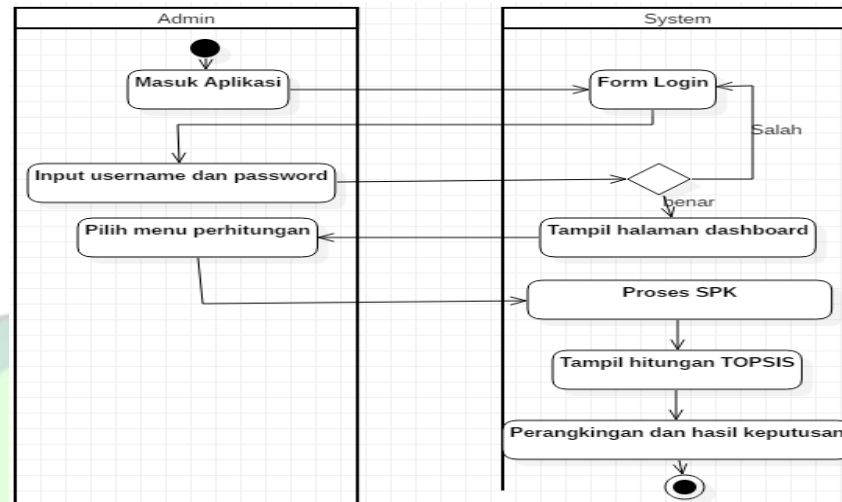 Admin
System
Masuk Aplikasi
Form Login
Salah
Input username dan password
benar
Pilih menu perhitungan
Tampil halaman dashboard
Proses SPK
Tampil hitungan TOPSIS
Perangkingan dan hasil keputusan